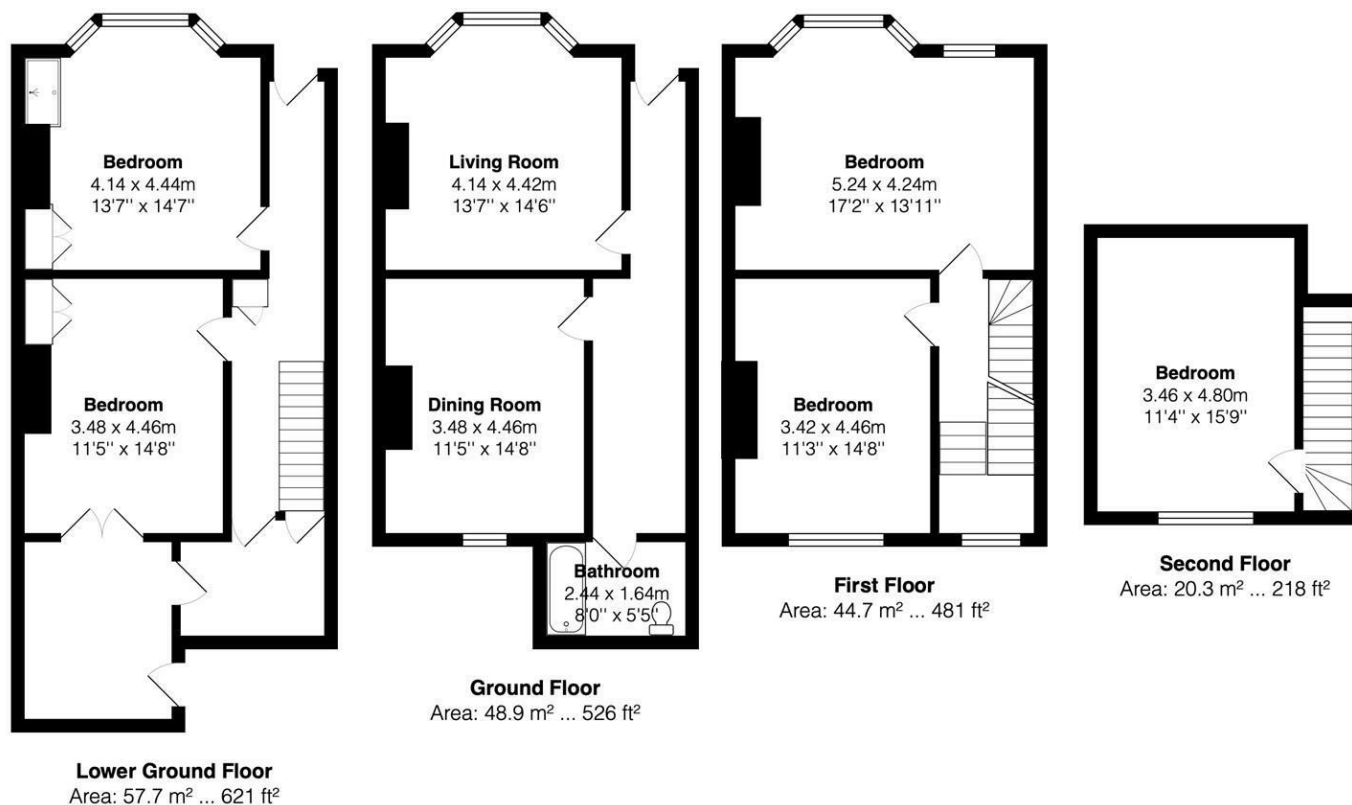 Bedroom
4.14 x 4.44m
13'7'' x 14'7''
Bedroom
3.48 x 4.46m
11'5'' x 14'8''
Lower Ground Floor
Area: 57.7 m² ... 621 ft²
Living Room
4.14 x 4.42m
13'7'' x 14'6''
Dining Room
3.48 x 4.46m
11'5'' x 14'8''
Bathroom
2.44 x 1.64m
8'0'' x 5'5''
Ground Floor
Area: 48.9 m² ... 526 ft²
Bedroom
5.24 x 4.24m
17'2'' x 13'11''
Bedroom
3.42 x 4.46m
11'3'' x 14'8''
First Floor
Area: 44.7 m² ... 481 ft²
Bedroom
3.46 x 4.80m
11'4'' x 15'9''
Second Floor
Area: 20.3 m² ... 218 ft²